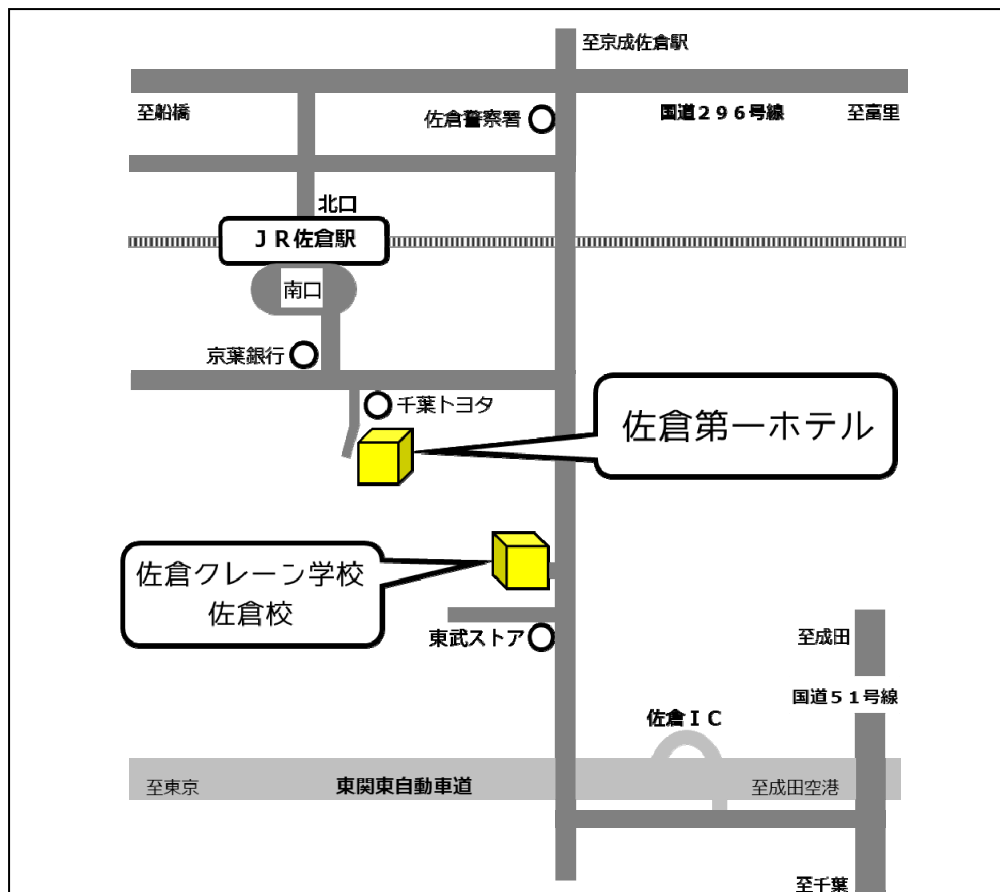 至京成佐倉駅
至船橋
佐倉警察署
国道２９６号線
至富里
北口
ＪＲ佐倉駅
南口
京葉銀行
千葉トヨタ
佐倉第一ホテル
佐倉クレーン学校
佐倉校
東武ストア
至成田
国道５１号線
佐倉ＩＣ
至東京
東関東自動車道
至成田空港
至千葉